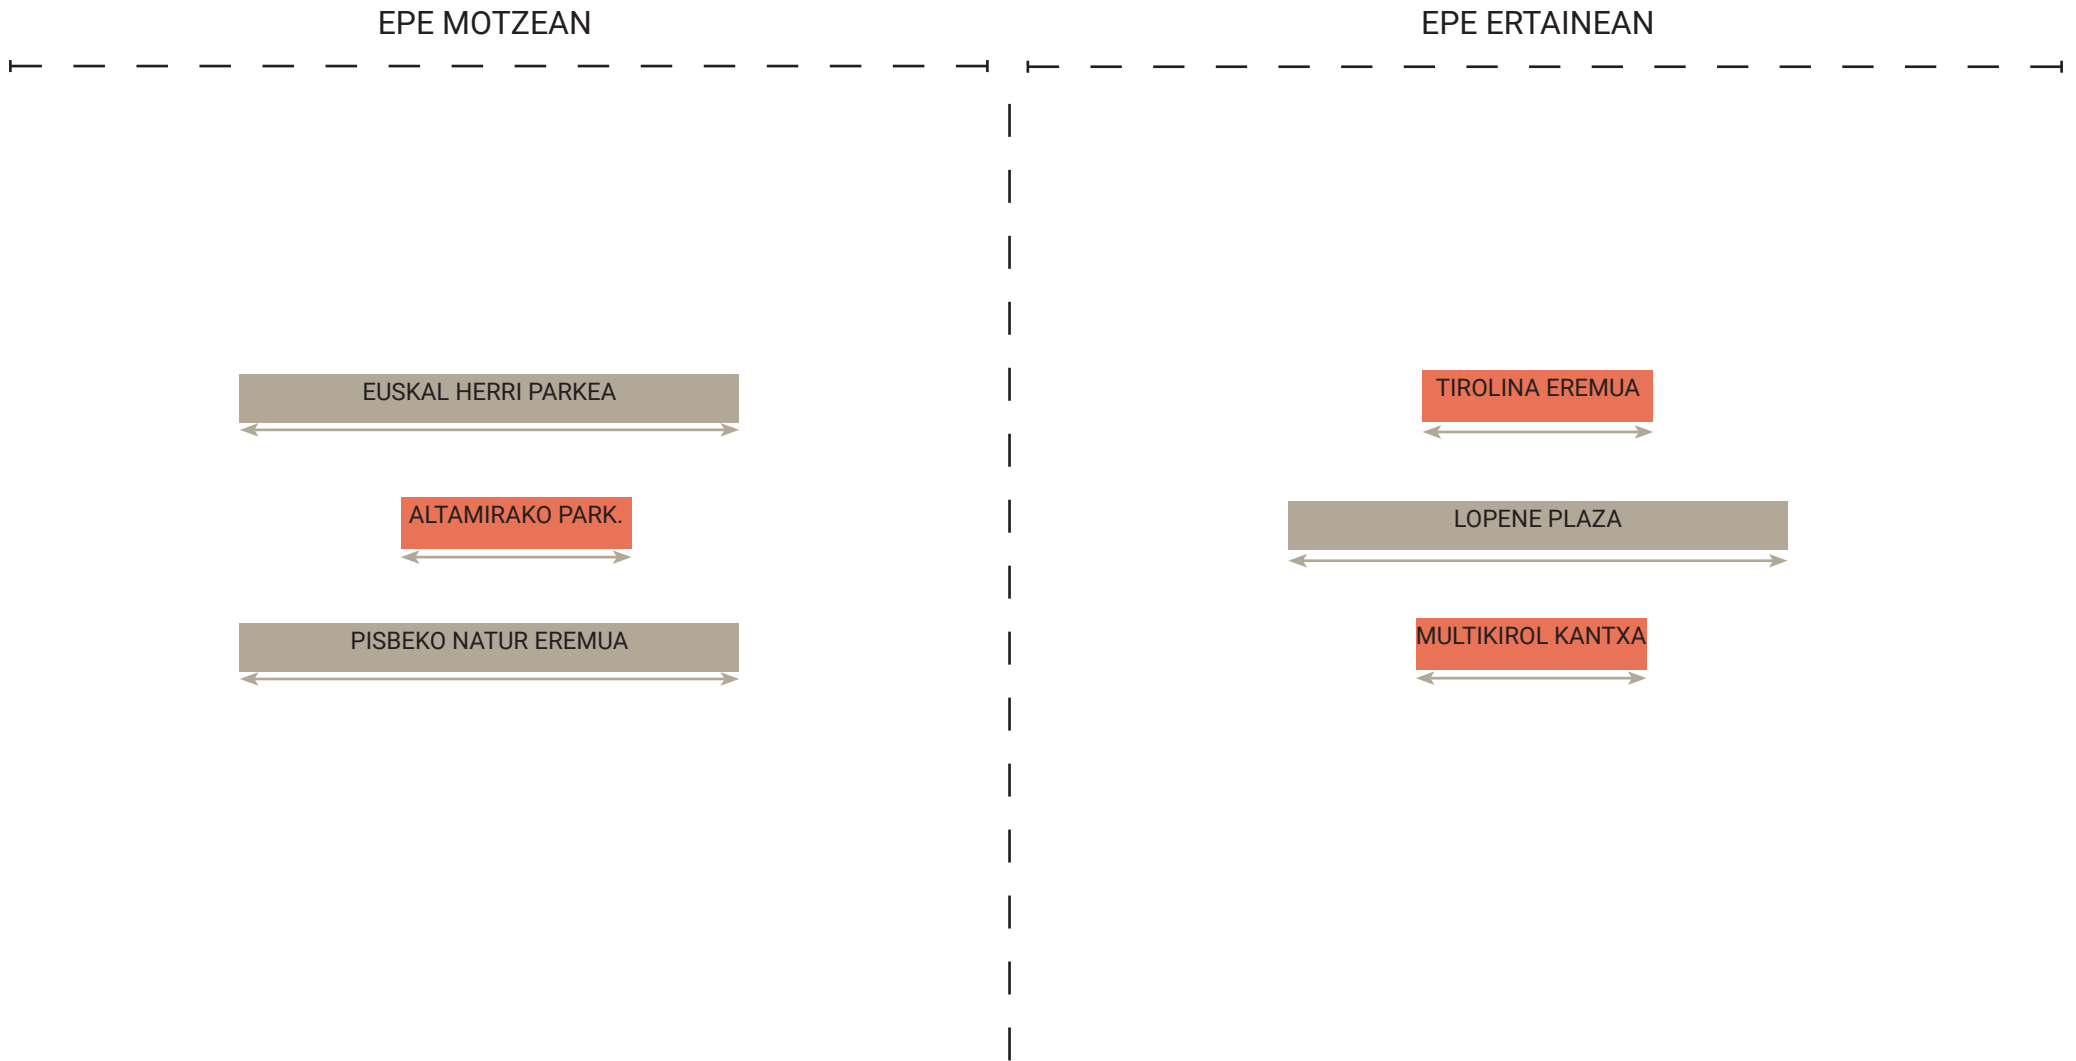 EPE MOTZEAN
EPE ERTAINEAN
EUSKAL HERRI PARKEA
ALTAMIRAKO PARK.
PISBEKO NATUR EREMUA
TIROLINA EREMUA
LOPENE PLAZA
MULTIKIROL KANTXA